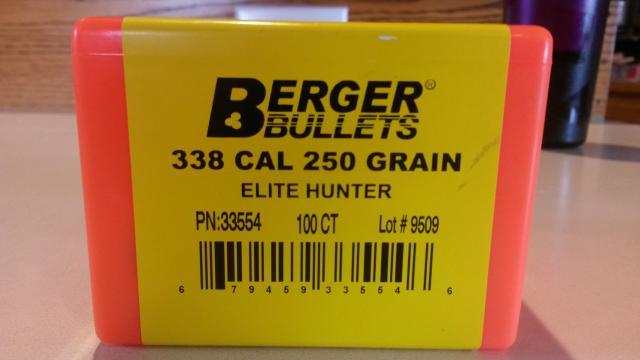 BERGER®
BULLETS
338 CAL 250 GRAIN
ELITE HUNTER
PN:33554 100 CT Lot # 9509
6 79459 33554 6